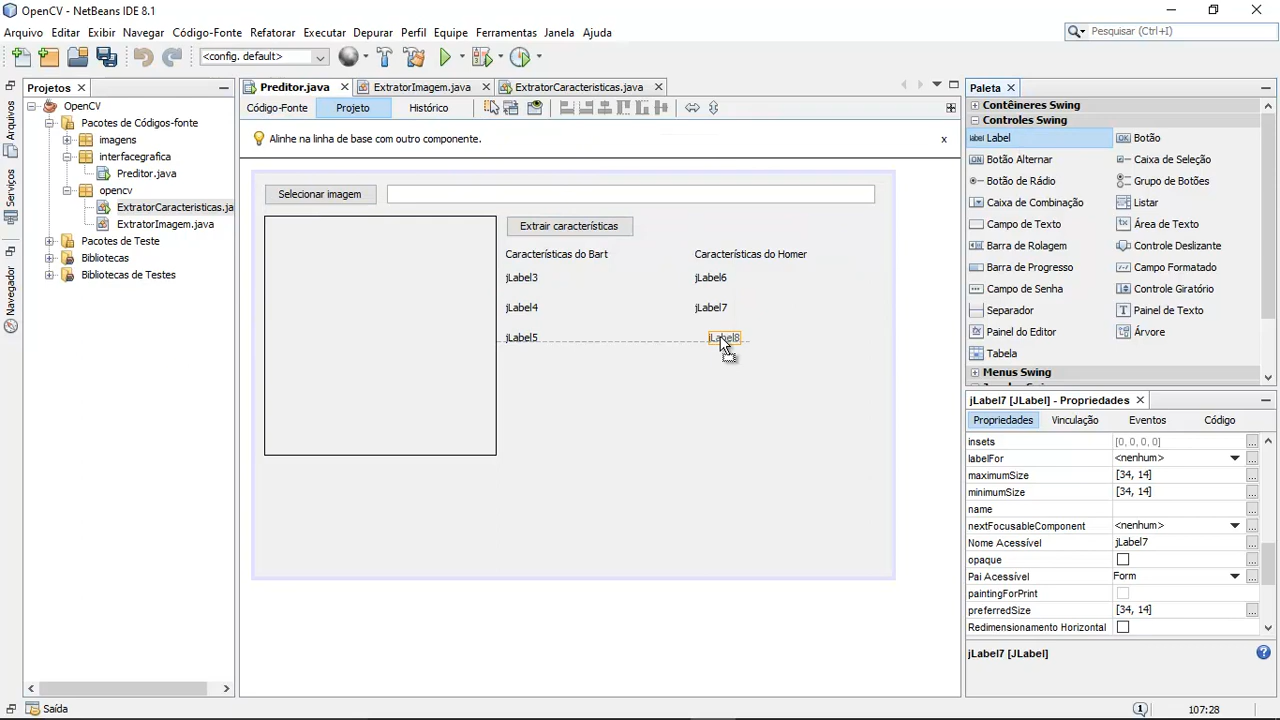 OpenCV - NetBeans IDE 8.1
Arquivo Editar Exibir Navegar Código-Fonte Refatorar Executar Depurar Perfil Equipe Ferramentas Janela Ajuda
Pesquisar (Ctrl+I)
<config. default>
Projetos
Preditor.java
ExtratorImagem.java
ExtratorCaracteristicas.java
Paleta
Arquivos
Serviços
Navegador
OpenCV
Pacotes de Códigos-fonte
imagens
interfacegrafica
Preditor.java
opencv
ExtratorCaracteristicas.ja
ExtratorImagem.java
Pacotes de Teste
Bibliotecas
Bibliotecas de Testes
Código-Fonte Projeto Histórico
Alinhe na linha de base com outro componente.
x
Selecionar imagem
Extrair características
Características do Bart Características do Homer
jLabel3 jLabel6
jLabel4 jLabel7
jLabel5 jLabel8
Contêineres Swing
Controles Swing
label Label OK Botão
Botão Alternar Caixa de Seleção
Botão de Rádio Grupo de Botões
Caixa de Combinação Listar
Campo de Texto Área de Texto
Barra de Rolagem Controle Deslizante
Barra de Progresso Campo Formatado
Campo de Senha Controle Giratório
Separador Painel de Texto
Painel do Editor Árvore
Tabela
Menus Swing
jLabel7 [JLabel] - Propriedades
Propriedades Vinculação Eventos Código
insets [0, 0, 0, 0] ...
labelFor <nenhum> ...
maximumSize [34, 14] ...
minimumSize [34, 14] ...
name ...
nextFocusableComponent <nenhum> ...
Nome Acessível jLabel7 ...
opaque ...
Pai Acessível Form ...
paintingForPrint ...
preferredSize [34, 14] ...
Redimensionamento Horizontal
jLabel7 [JLabel]
Saída
107:28